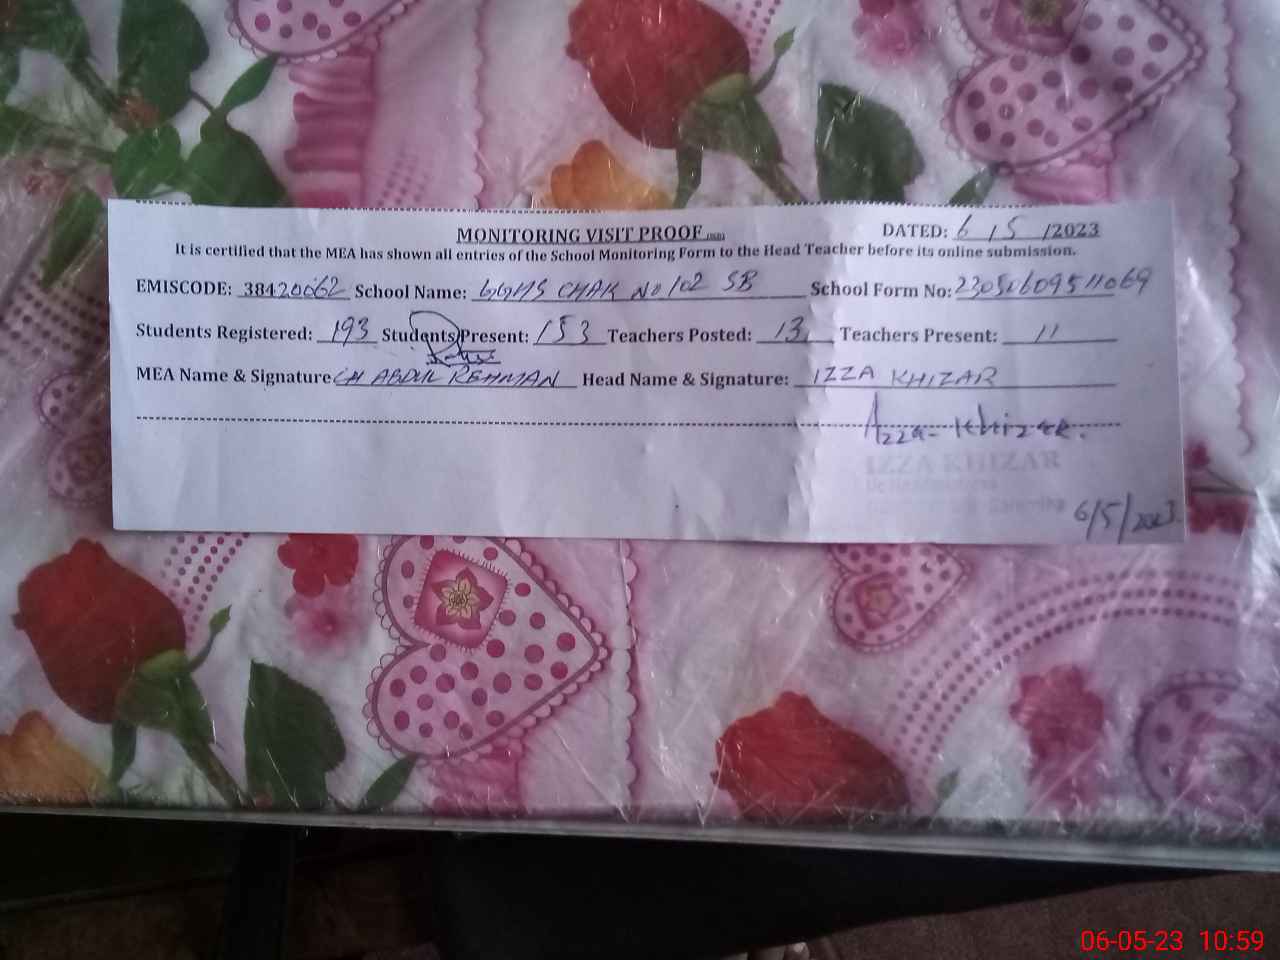 MONITORING VISIT PROOF
DATED: 6/5/2023
It is certified that the MEA has shown all entries of the School Monitoring Form to the Head Teacher before its online submission.
EMISCODE: 38420062 School Name: GGHS CHAK No 102 SB School Form No: 23050609511069
Students Registered: 193 Students Present: 153 Teachers Posted: 13 Teachers Present: 11
MEA Name & Signature CH ABDUL REHMAN Head Name & Signature: IZZA KHIZAR
Izza Khizar.
IZZA KHIZAR
6/5/2023
06-05-23 10:59